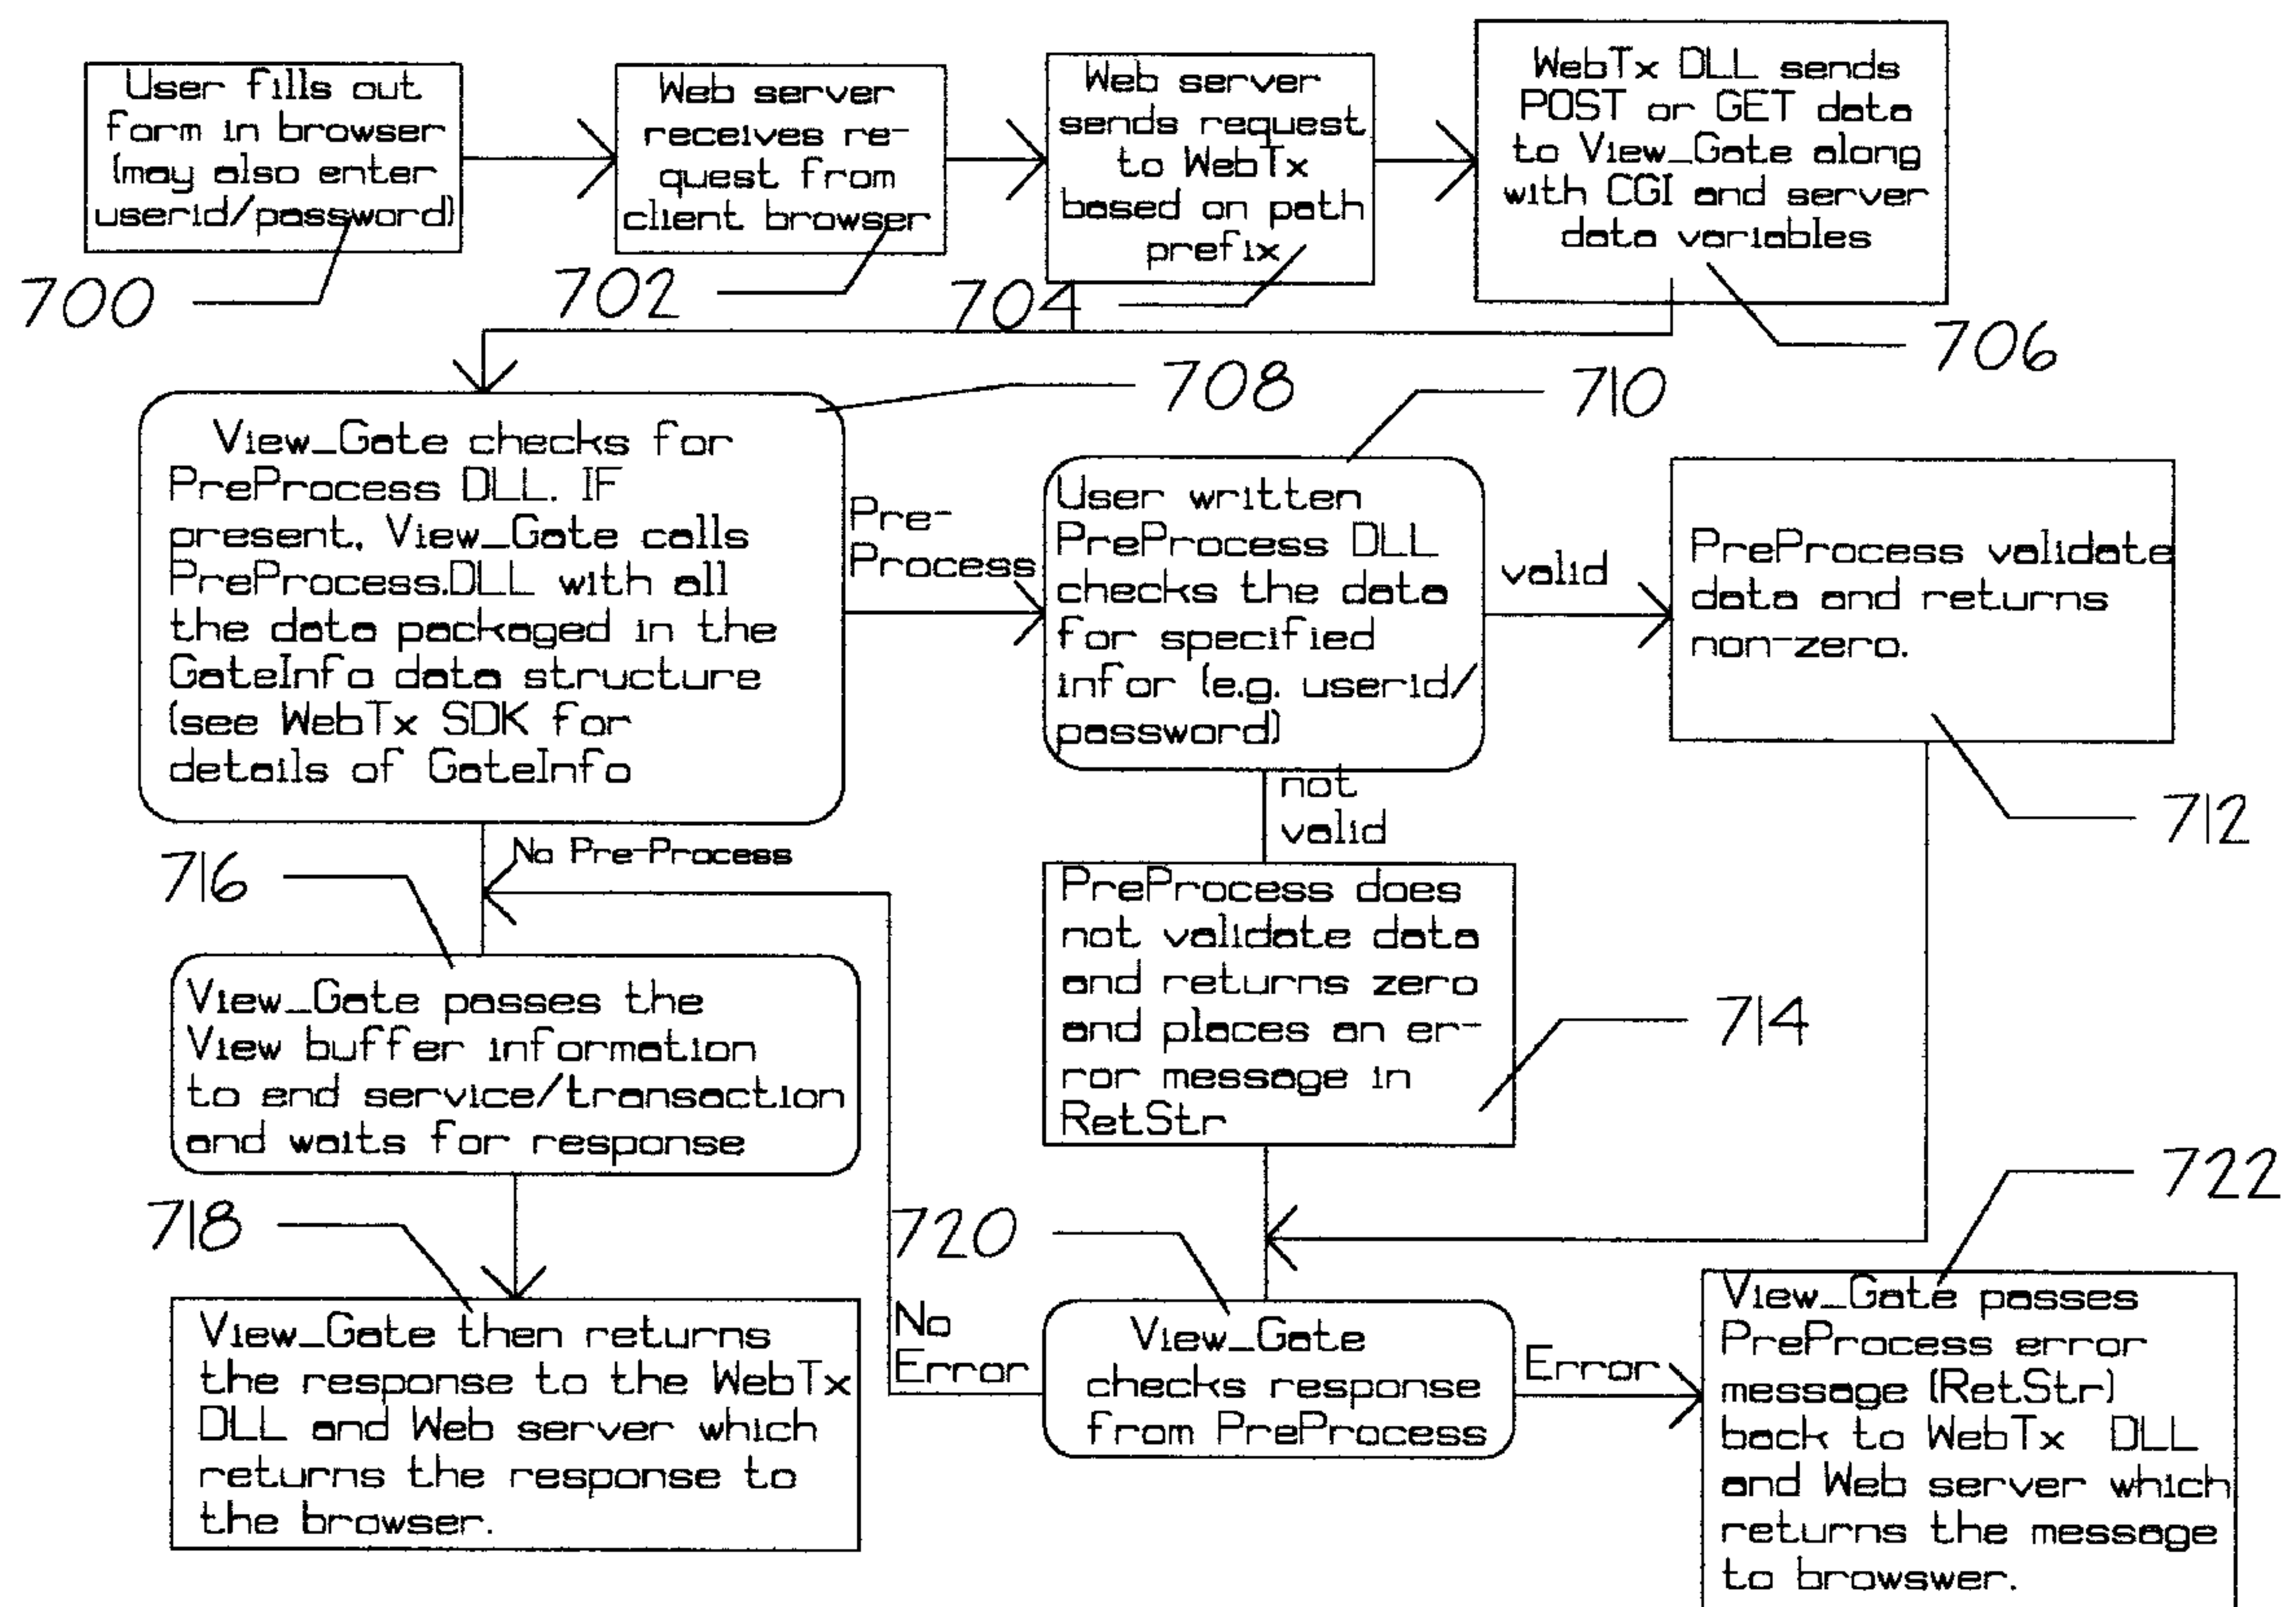 User fills out
form in browser
(may also enter
userid/password)
700
Web server
receives re-
quest from
client browser
702
Web server
sends request
to WebTx
based on path
prefix
704
WebTx DLL sends
POST or GET data
to View_Gate along
with CGI and server
data variables
706
View_Gate checks for
PreProcess DLL. IF
present, View_Gate calls
PreProcess.DLL with all
the data packaged in the
GateInfo data structure
(see WebTx SDK for
details of GateInfo
708
Pre-
Process
User written
PreProcess DLL
checks the data
for specified
infor (e.g. userid/
password)
710
valid
PreProcess validate
data and returns
non-zero.
712
not
valid
PreProcess does
not validate data
and returns zero
and places an er-
ror message in
RetStr
714
No Pre-Process
716
View_Gate passes the
View buffer information
to end service/transaction
and waits for response
718
View_Gate then returns
the response to the WebTx
DLL and Web server which
returns the response to
the browser.
No
Error
720
View_Gate
checks response
from PreProcess
Error
722
View_Gate passes
PreProcess error
message (RetStr)
back to WebTx DLL
and Web server which
returns the message
to browswer.